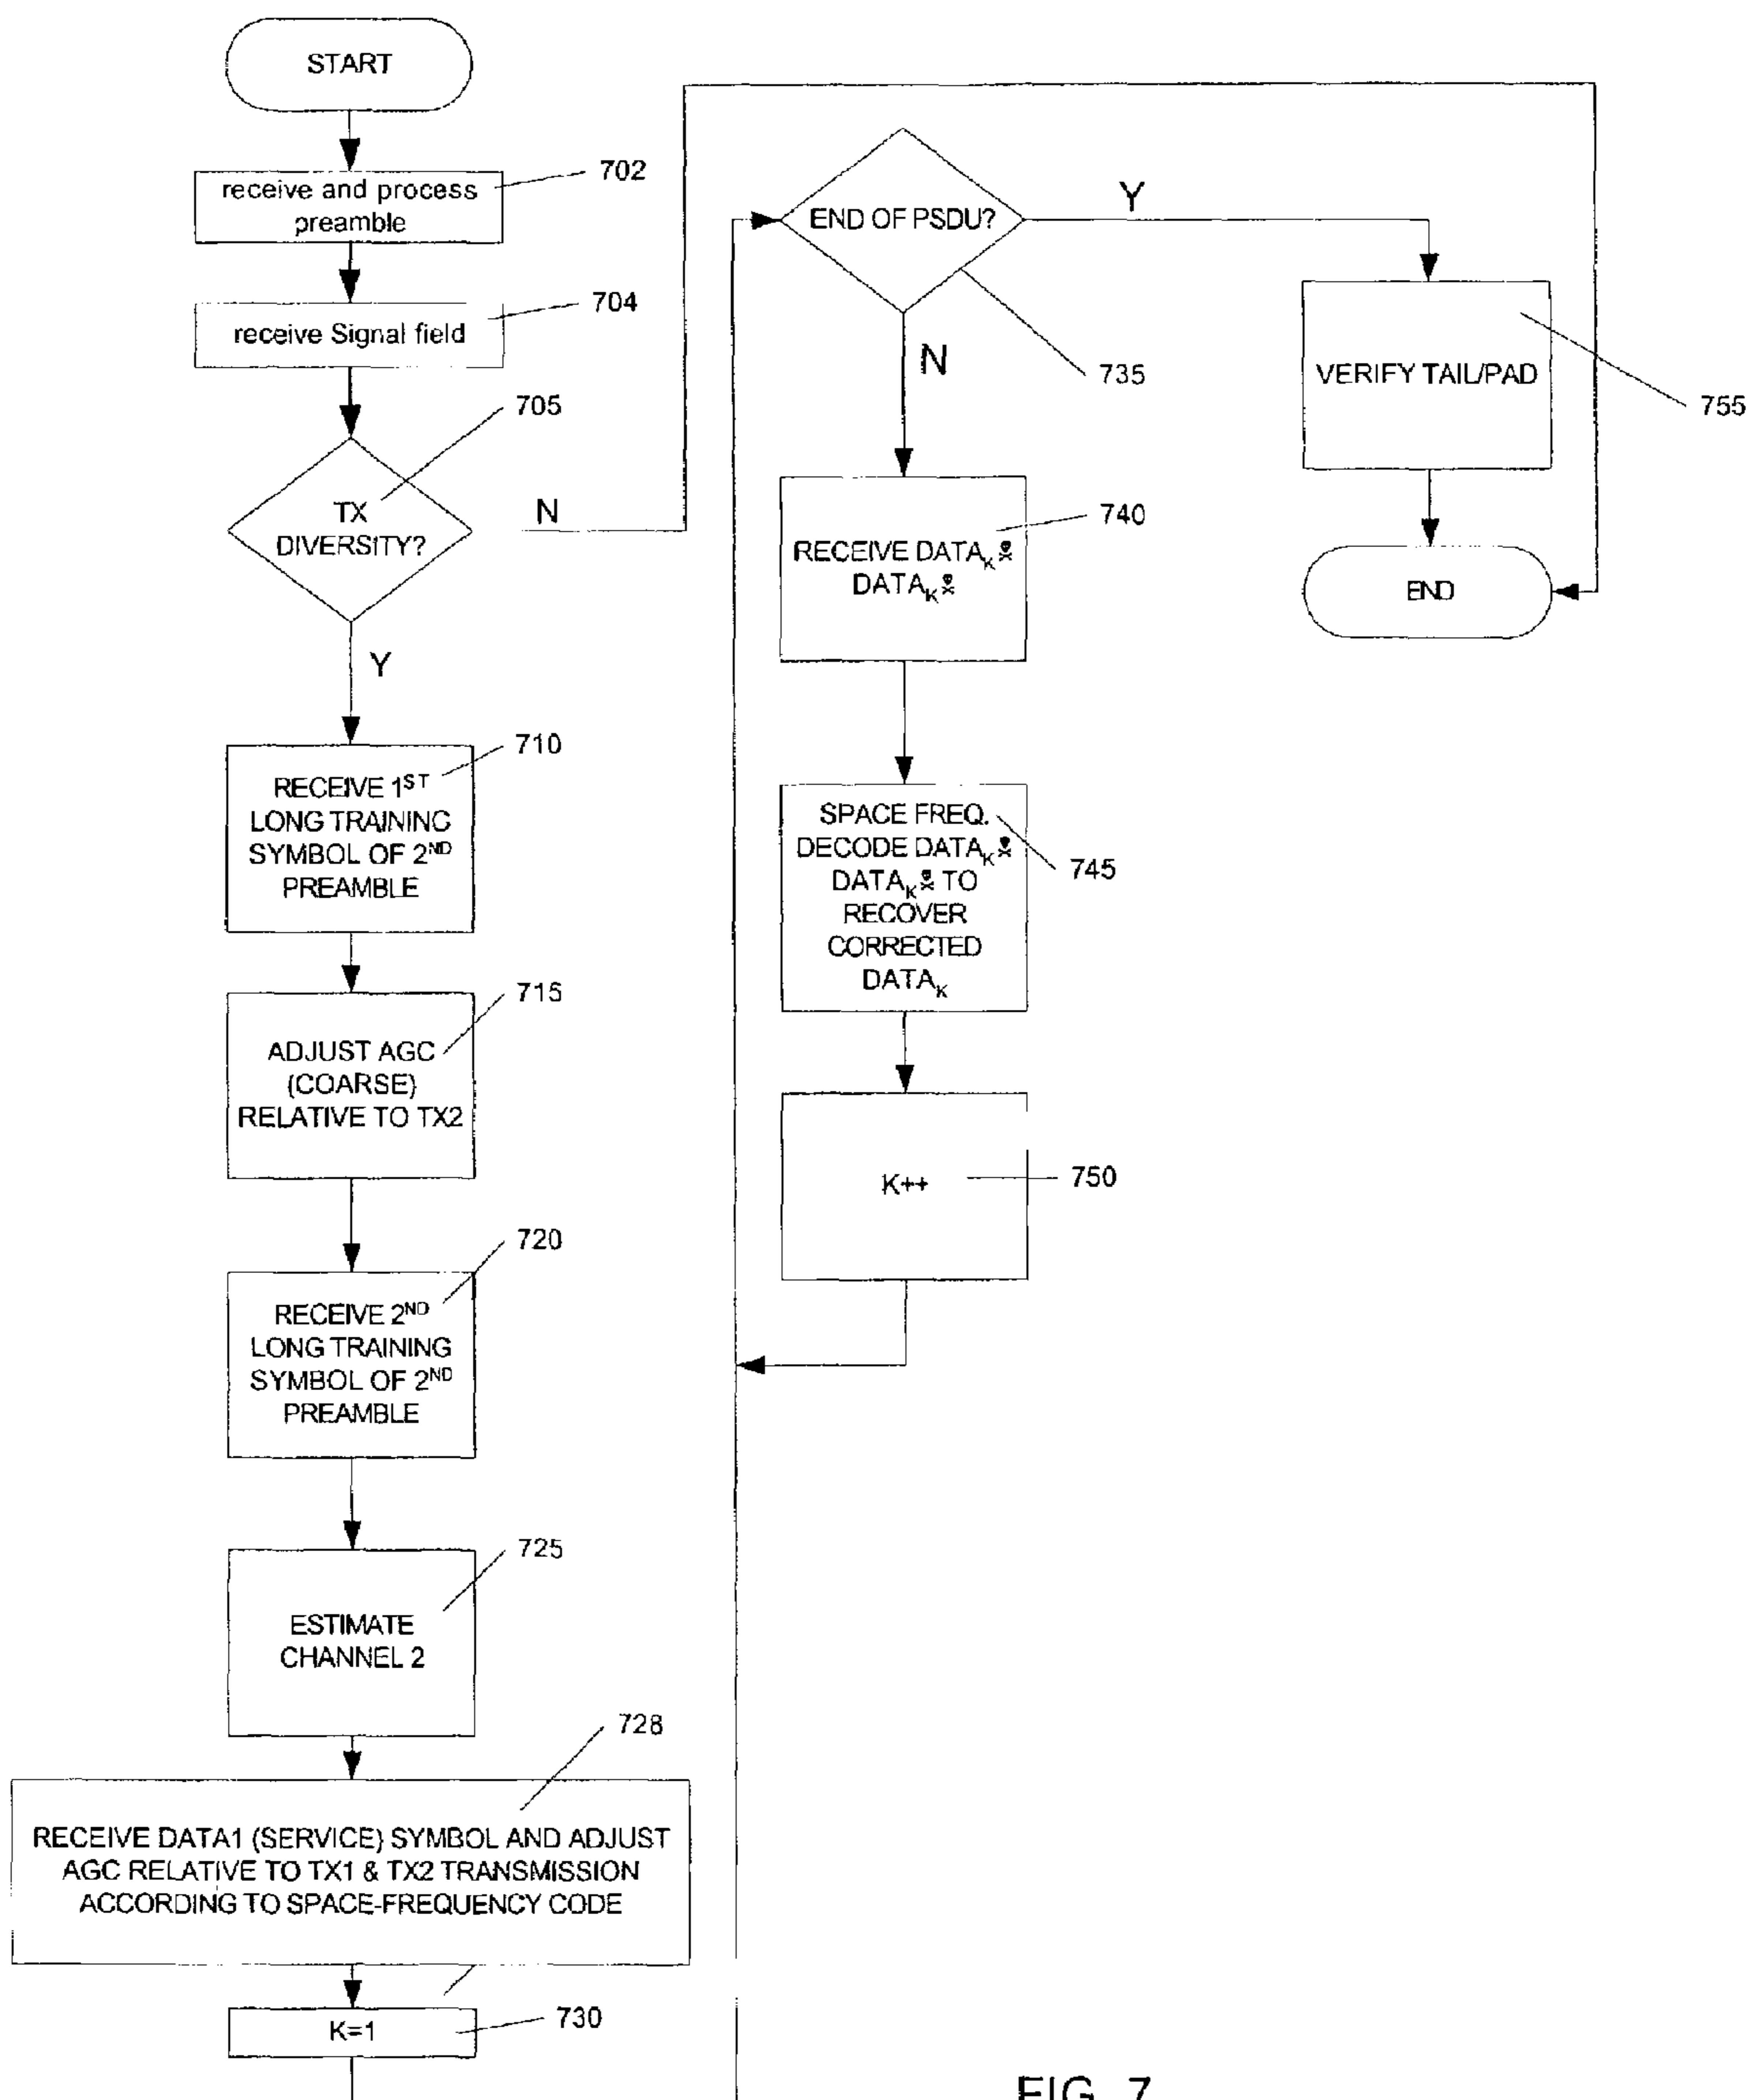 START
702
receive and process
preamble
704
receive Signal field
705
TX
DIVERSITY?
N
Y
710
RECEIVE 1ST
LONG TRAINING
SYMBOL OF 2ND
PREAMBLE
715
ADJUST AGC
(COARSE)
RELATIVE TO TX2
720
RECEIVE 2ND
LONG TRAINING
SYMBOL OF 2ND
PREAMBLE
725
ESTIMATE
CHANNEL 2
728
RECEIVE DATA1 (SERVICE) SYMBOL AND ADJUST
AGC RELATIVE TO TX1 & TX2 TRANSMISSION
ACCORDING TO SPACE-FREQUENCY CODE
730
K=1
END OF PSDU?
Y
735
N
740
RECEIVE DATAK☠
DATAK☠
745
SPACE FREQ.
DECODE DATAK☠
DATAK☠ TO
RECOVER
CORRECTED
DATAK
750
K++
VERIFY TAIL/PAD
755
END
FIG. 7